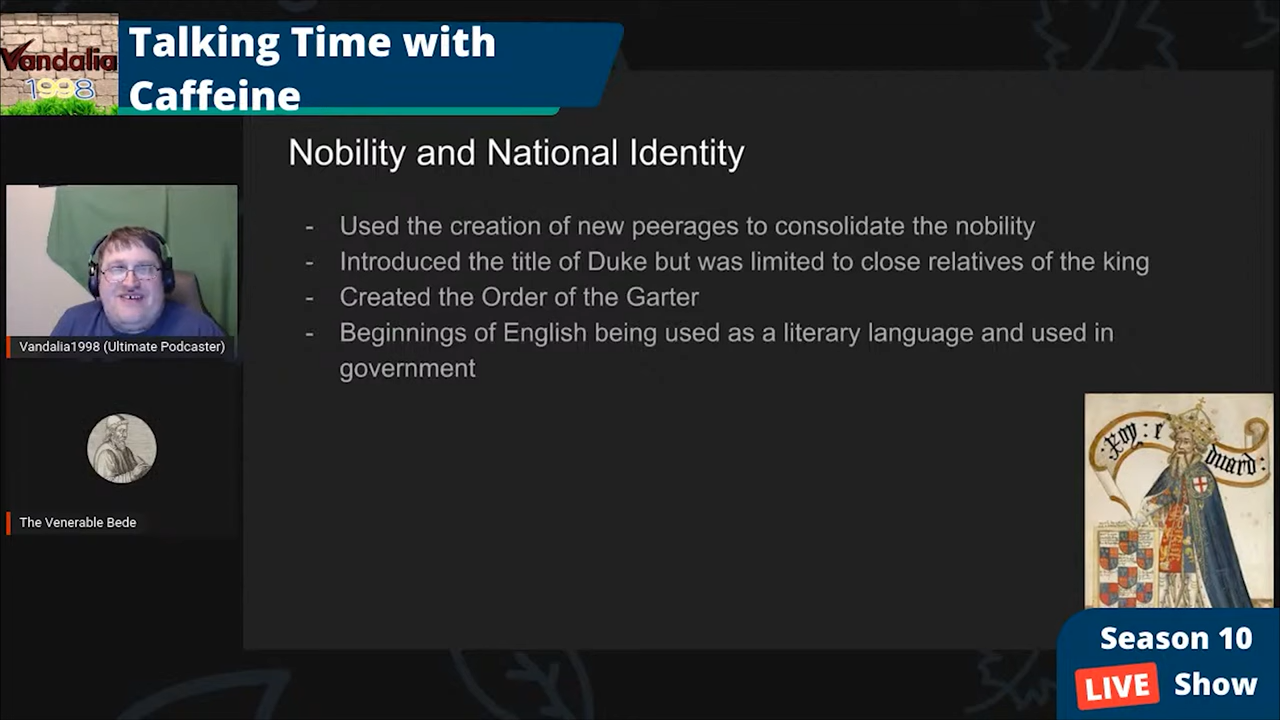 Vandalia
1998
Talking Time with
Caffeine
Nobility and National Identity
- Used the creation of new peerages to consolidate the nobility
- Introduced the title of Duke but was limited to close relatives of the king
- Created the Order of the Garter
- Beginnings of English being used as a literary language and used in
government
Vandalia1998 (Ultimate Podcaster)
The Venerable Bede
:Roy: e
duard:
Season 10
LIVE Show